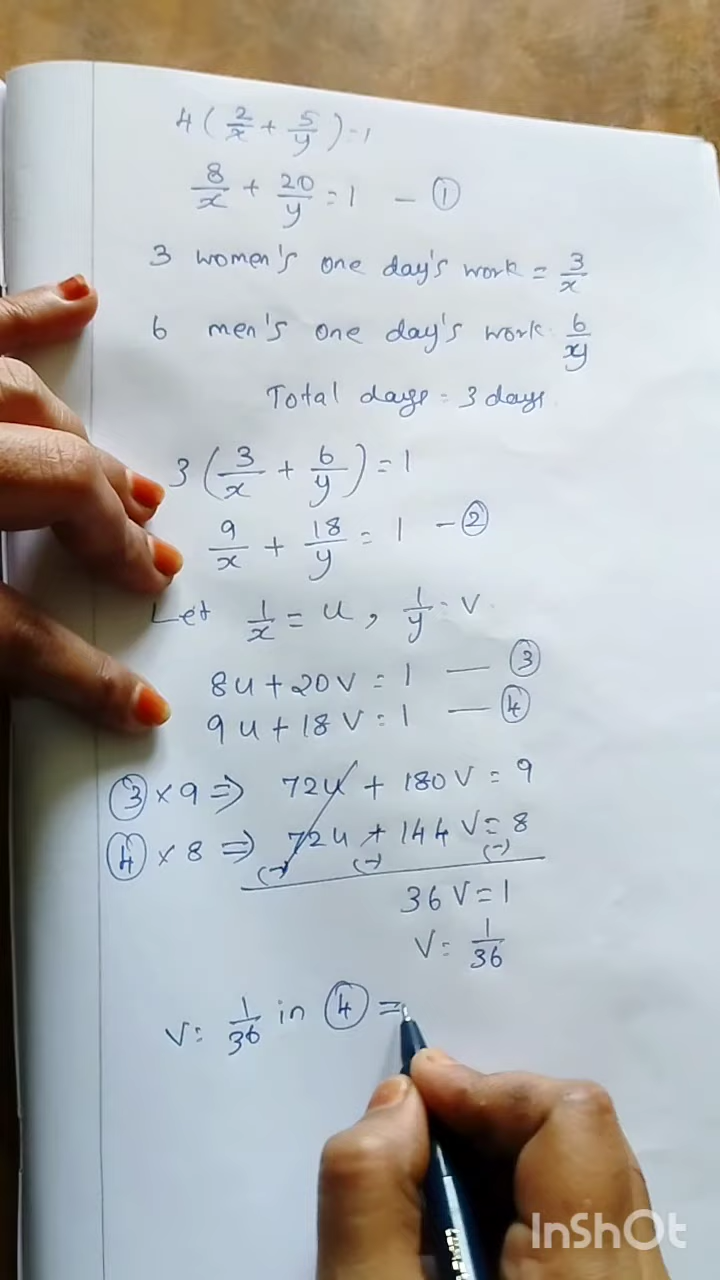 4(2/x + 5/y) = 1
8/x + 20/y = 1 — ①
3 women's one day's work = 3/x
6 men's one day's work = 6/xy
Total days = 3 days.
3(3/x + 6/y) = 1
9/x + 18/y = 1 — ②
Let 1/x = u, 1/y = v.
8u + 20v = 1 — ③
9u + 18v = 1 — ④
③ × 9 ⇒ 72u + 180v = 9
④ × 8 ⇒ 72u + 144v = 8
(-) (-) (-)
36v = 1
v = 1/36
v = 1/36 in ④ =
InShOt